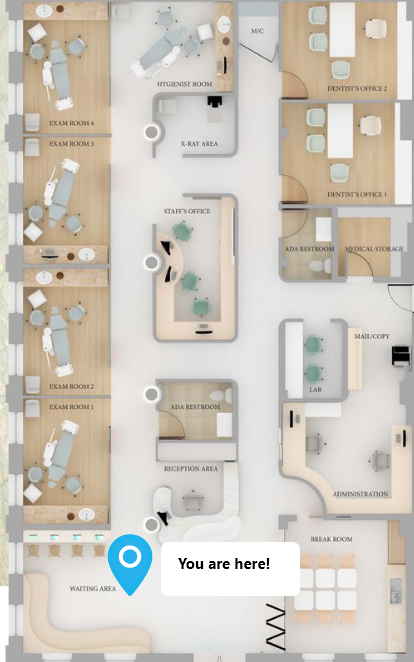 M/C
HYGIENIST ROOM
DENTIST'S OFFICE 2
EXAM ROOM 4
EXAM ROOM 3
X-RAY AREA
DENTIST'S OFFICE 1
STAFF'S OFFICE
ADA RESTROOM
MEDICAL STORAGE
MAIL/COPY
EXAM ROOM 2
LAB
EXAM ROOM 1
ADA RESTROOM
RECEPTION AREA
ADMINISTRATION
BREAK ROOM
You are here!
WAITING AREA